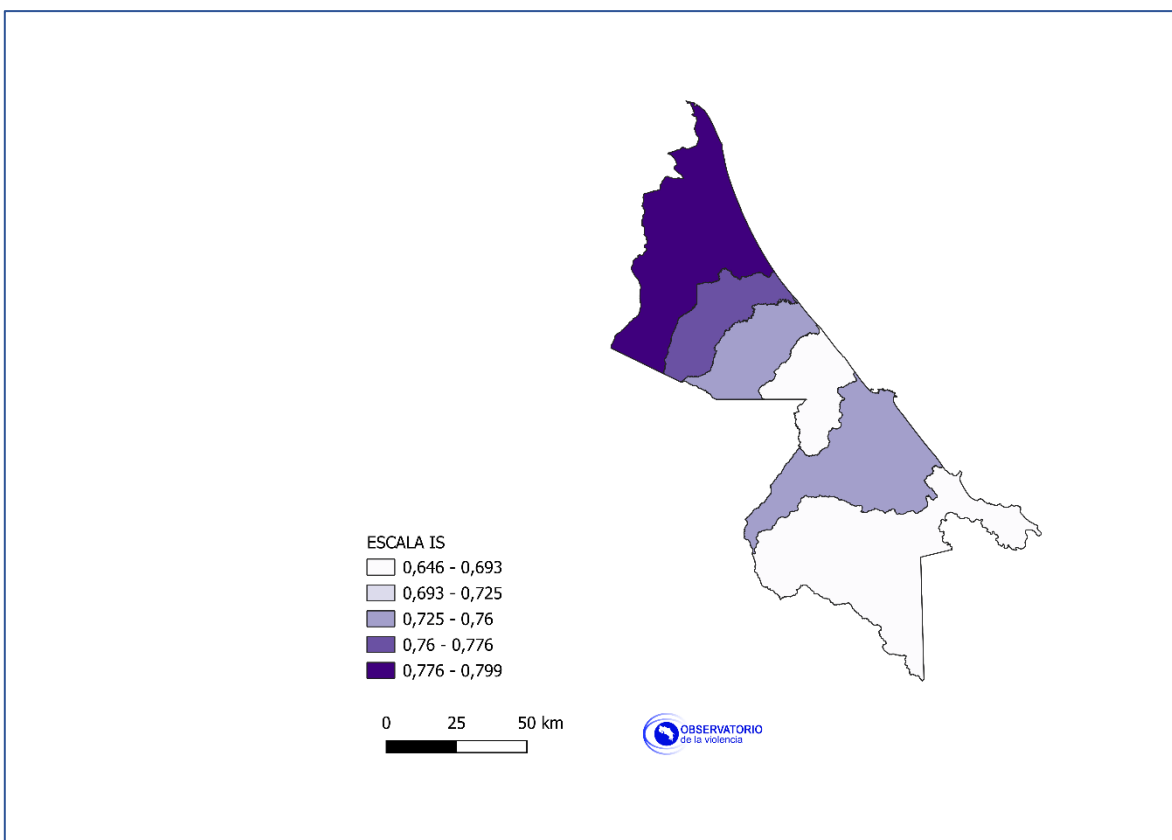 ESCALA IS
0,646 - 0,693
0,693 - 0,725
0,725 - 0,76
0,76 - 0,776
0,776 - 0,799
0 25 50 km
OBSERVATORIO
de la violencia